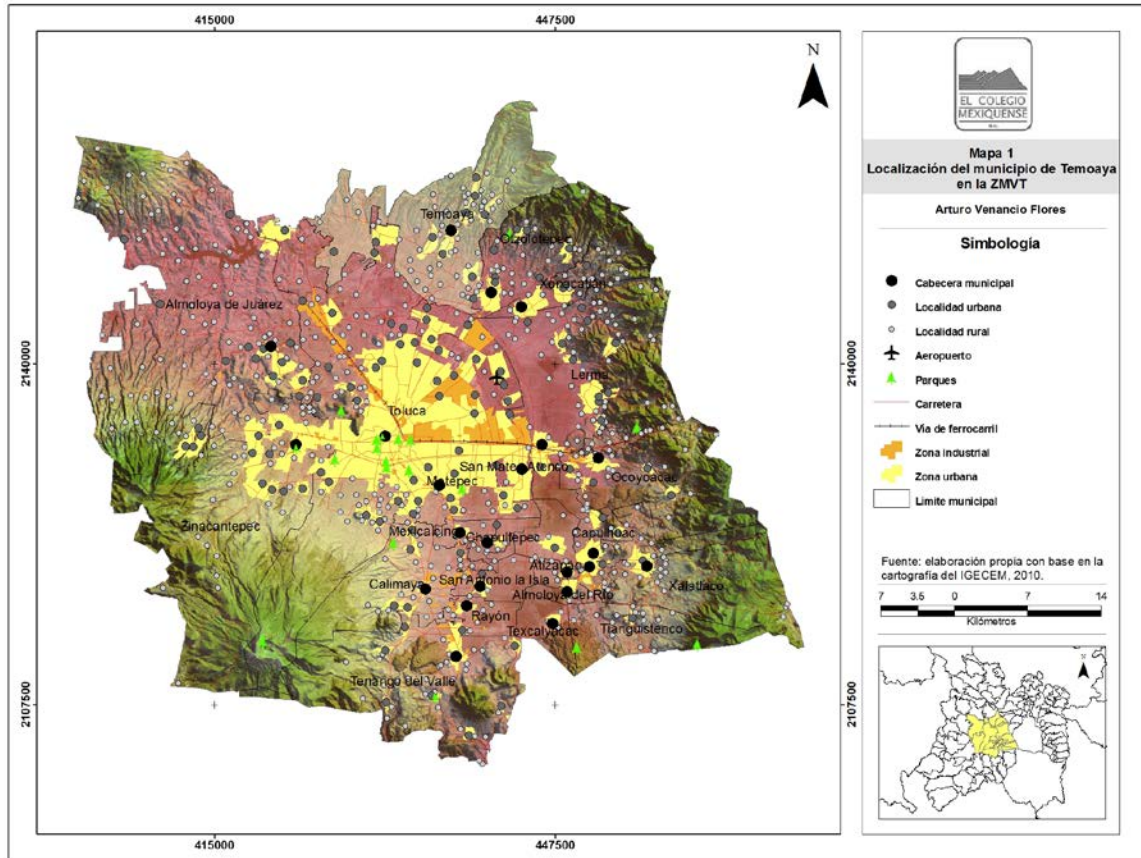 415000
447500
N
2140000
2107500
Temoaya
Otzolotepec
Xonacatlán
Almoloya de Juárez
Lerma
Toluca
San Mateo Atenco
Metepec
Ocoyoacac
Zinacantepec
Mexicalcingo
Chapultepec
Capulhuac
Atizapán
Calimaya
San Antonio la Isla
Xalatlaco
Almoloya del Río
Rayón
Texcalyacac
Tianguistenco
Tenango del Valle
415000
447500
2140000
2107500
EL COLEGIO
MEXIQUENSE
Mapa 1
Localización del municipio de Temoaya
en la ZMVT
Arturo Venancio Flores
Simbología
Cabecera municipal
Localidad urbana
Localidad rural
Aeropuerto
Parques
Carretera
Via de ferrocarril
Zona industrial
Zona urbana
Limite municipal
Fuente: elaboración propia con base en la
cartografía del IGECEM, 2010.
7 3.5 0 7 14
Kilómetros